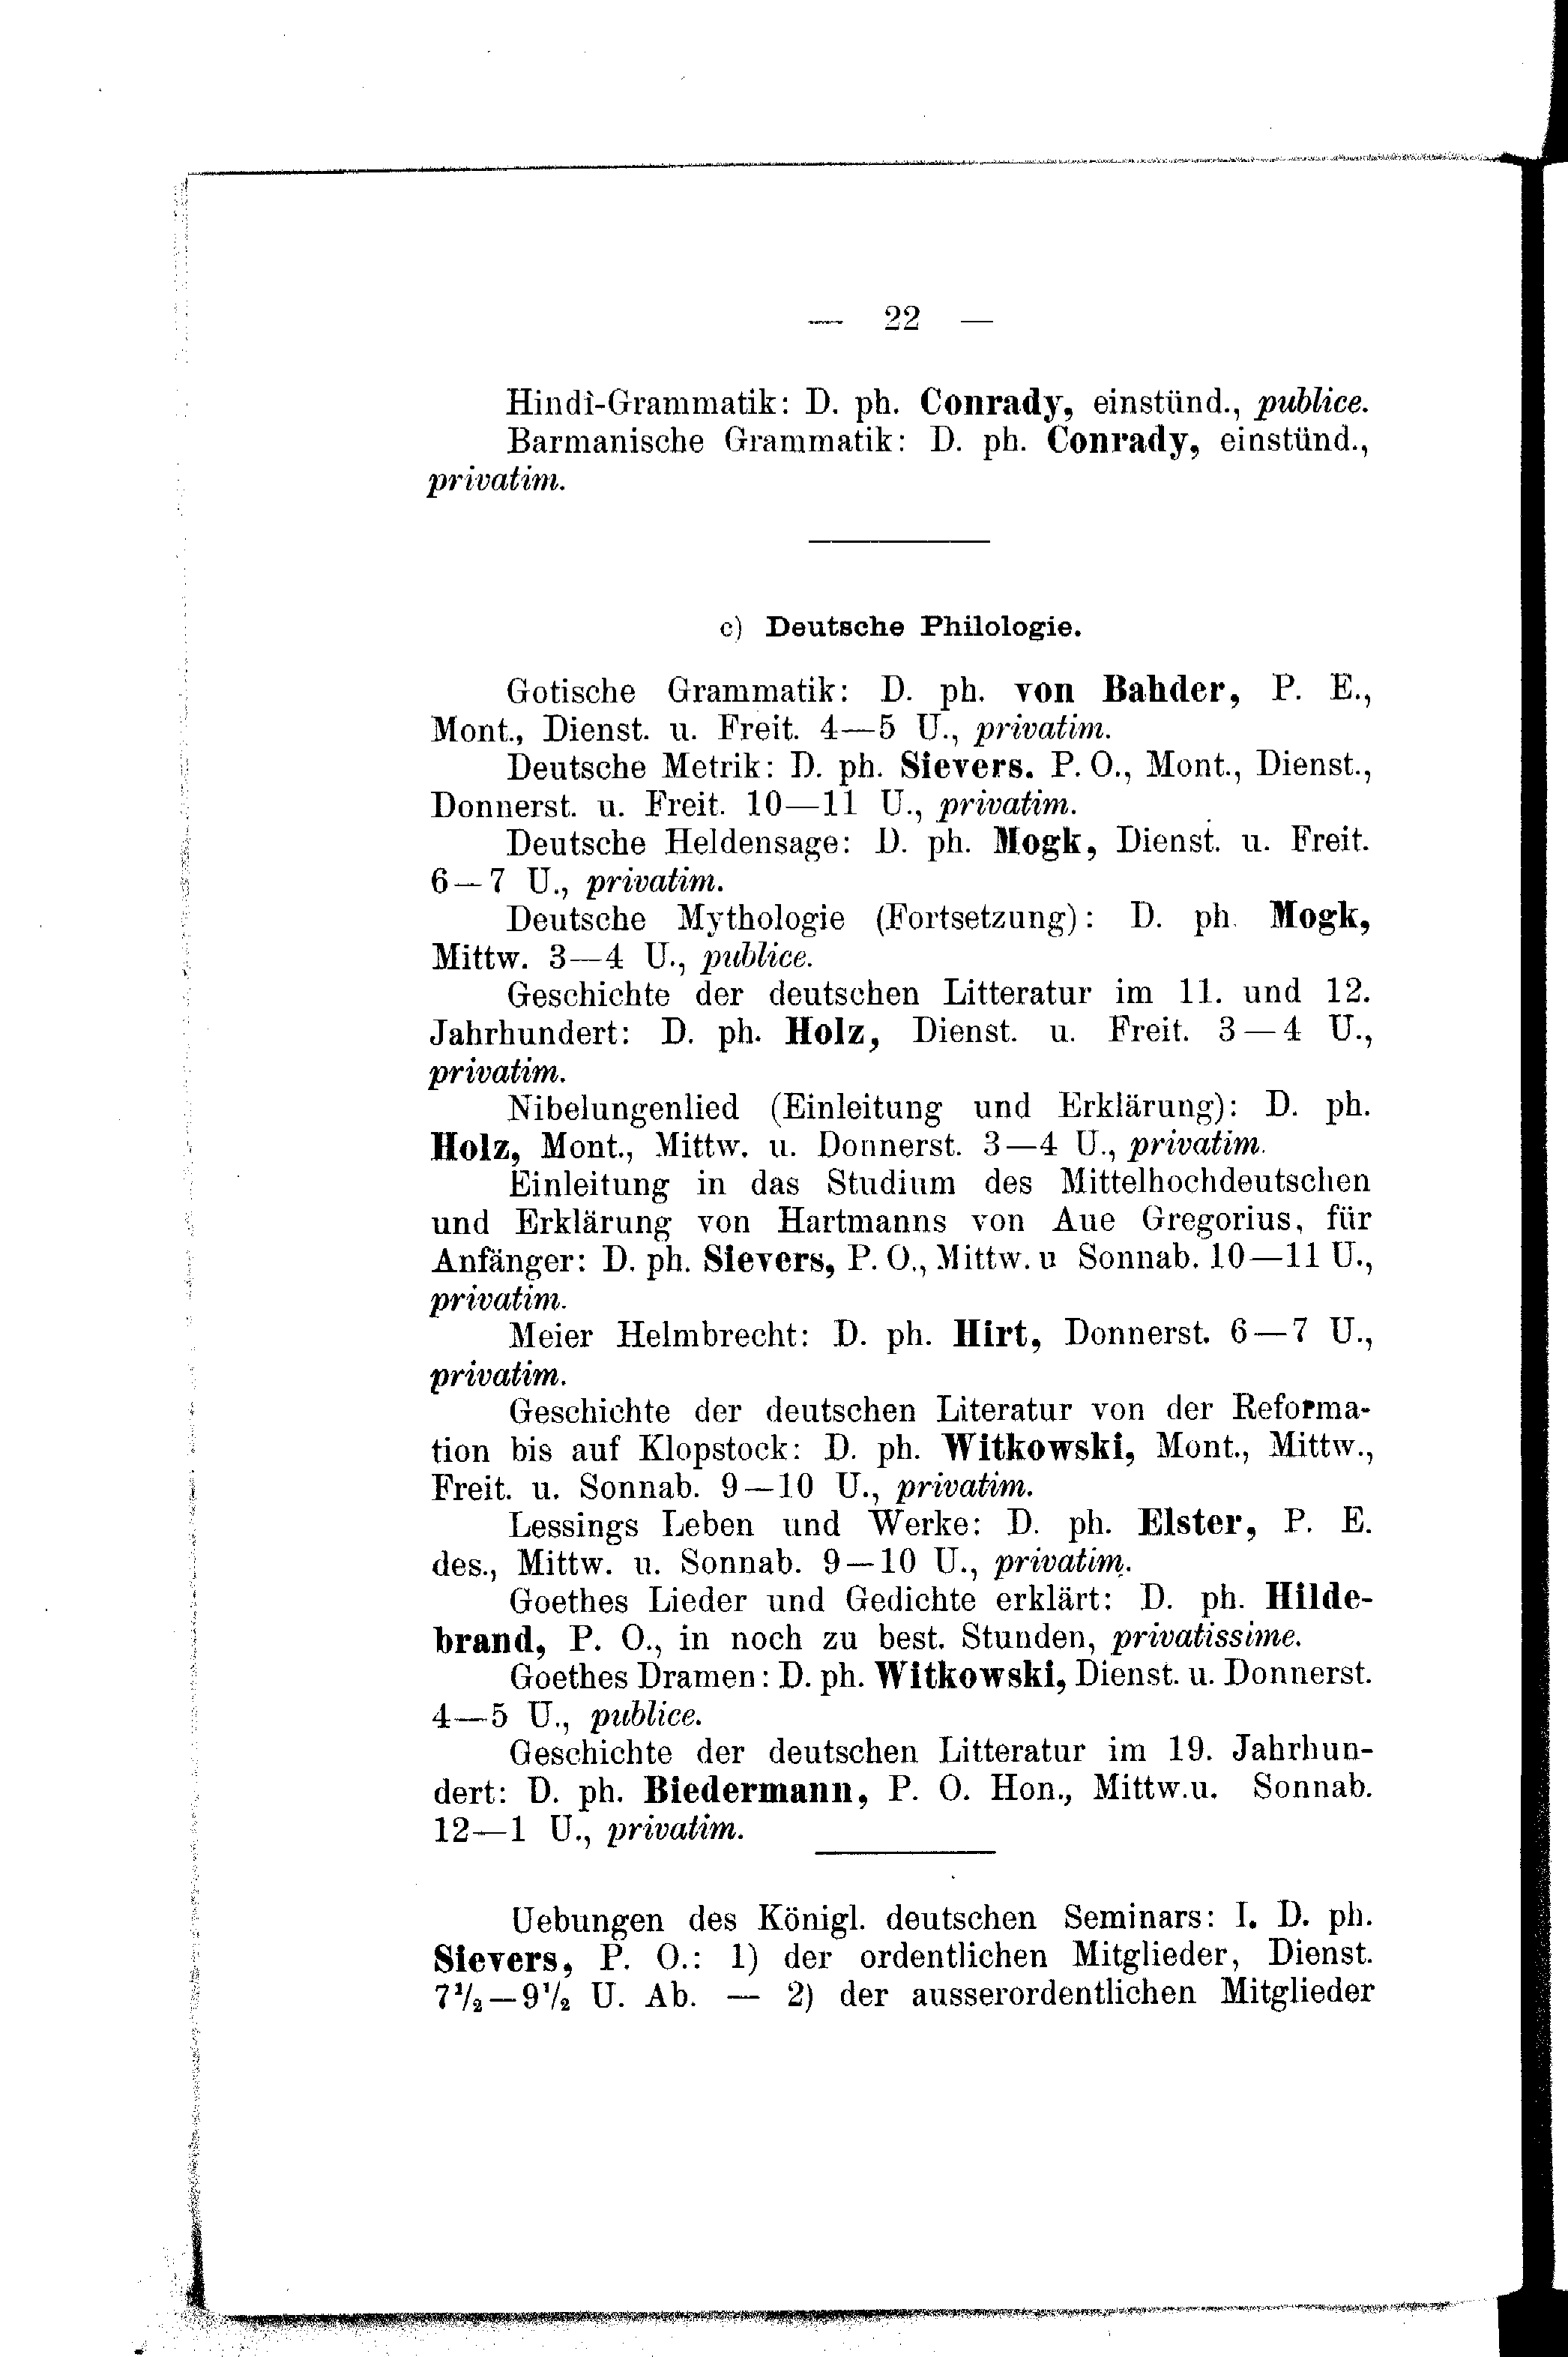 — 22 —
Hindî-Grammatik: D. ph. Conrady, einstünd., publice.
Barmanische Grammatik: D. ph. Conrady, einstünd.,
privatim.
c) Deutsche Philologie.
Gotische Grammatik: D. ph. von Bahder, P. E.,
Mont., Dienst. u. Freit. 4—5 U., privatim.
Deutsche Metrik: D. ph. Sievers. P. O., Mont., Dienst.,
Donnerst. u. Freit. 10—11 U., privatim.
Deutsche Heldensage: D. ph. Mogk, Dienst. u. Freit.
6—7 U., privatim.
Deutsche Mythologie (Fortsetzung): D. ph. Mogk,
Mittw. 3—4 U., publice.
Geschichte der deutschen Litteratur im 11. und 12.
Jahrhundert: D. ph. Holz, Dienst. u. Freit. 3—4 U.,
privatim.
Nibelungenlied (Einleitung und Erklärung): D. ph.
Holz, Mont., Mittw. u. Donnerst. 3—4 U., privatim.
Einleitung in das Studium des Mittelhochdeutschen
und Erklärung von Hartmanns von Aue Gregorius, für
Anfänger: D. ph. Sievers, P. O., Mittw. u Sonnab. 10—11 U.,
privatim.
Meier Helmbrecht: D. ph. Hirt, Donnerst. 6—7 U.,
privatim.
Geschichte der deutschen Literatur von der Reforma-
tion bis auf Klopstock: D. ph. Witkowski, Mont., Mittw.,
Freit. u. Sonnab. 9—10 U., privatim.
Lessings Leben und Werke: D. ph. Elster, P. E.
des., Mittw. u. Sonnab. 9—10 U., privatim.
Goethes Lieder und Gedichte erklärt: D. ph. Hilde-
brand, P. O., in noch zu best. Stunden, privatissime.
Goethes Dramen: D. ph. Witkowski, Dienst. u. Donnerst.
4—5 U., publice.
Geschichte der deutschen Litteratur im 19. Jahrhun-
dert: D. ph. Biedermann, P. O. Hon., Mittw.u. Sonnab.
12—1 U., privatim.
Uebungen des Königl. deutschen Seminars: I. D. ph.
Sievers, P. O.: 1) der ordentlichen Mitglieder, Dienst.
7½—9½ U. Ab. — 2) der ausserordentlichen Mitglieder